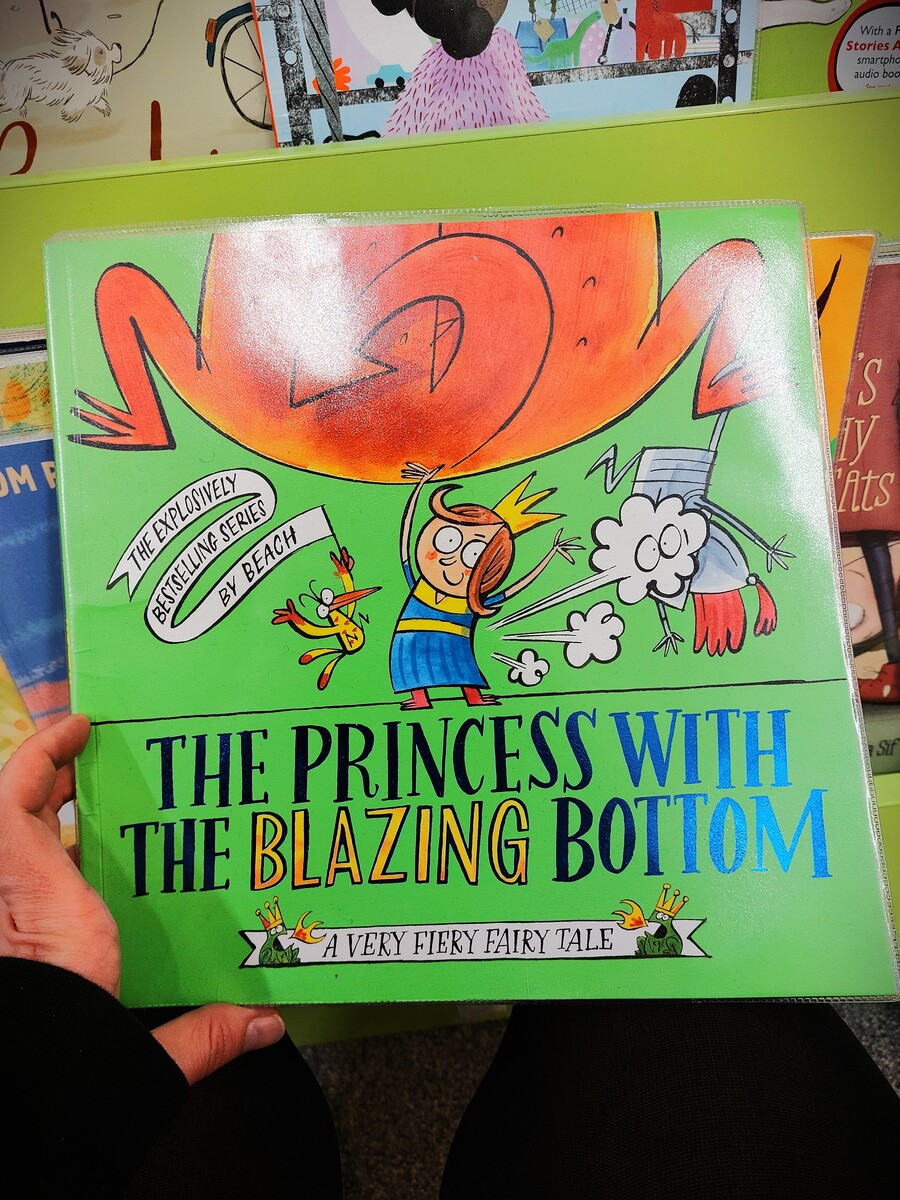 With a
Stories
smartpho
audio boo
THE EXPLOSIVELY
BESTSELLING SERIES
BY BEACH
THE PRINCESS WITH
THE BLAZING BOTTOM
A VERY FIERY FAIRY TALE
OM
'S